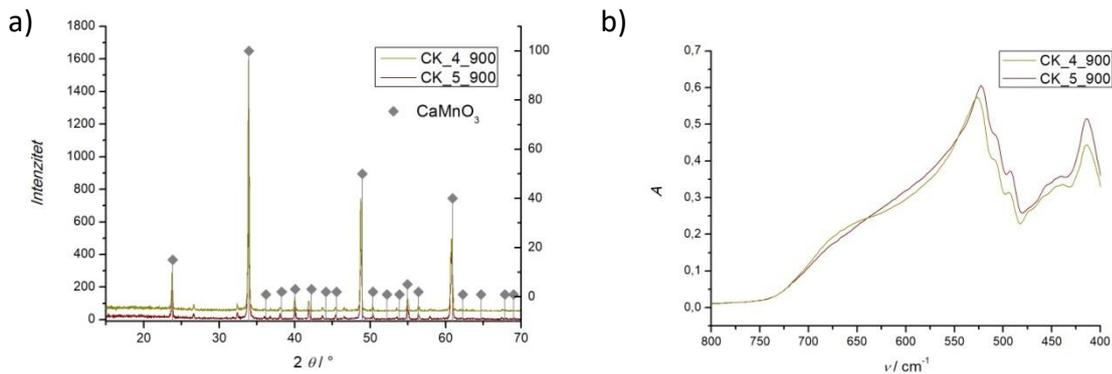 a)
1800
1600
1400
1200
1000
800
600
400
200
0
Intenzitet
100
80
60
40
20
0
CK_4_900
CK_5_900
CaMnO3
20 30 40 50 60 70
2 θ / °
b)
0,7
0,6
0,5
0,4
0,3
0,2
0,1
0,0
A
CK_4_900
CK_5_900
800 750 700 650 600 550 500 450 400
ν / cm-1